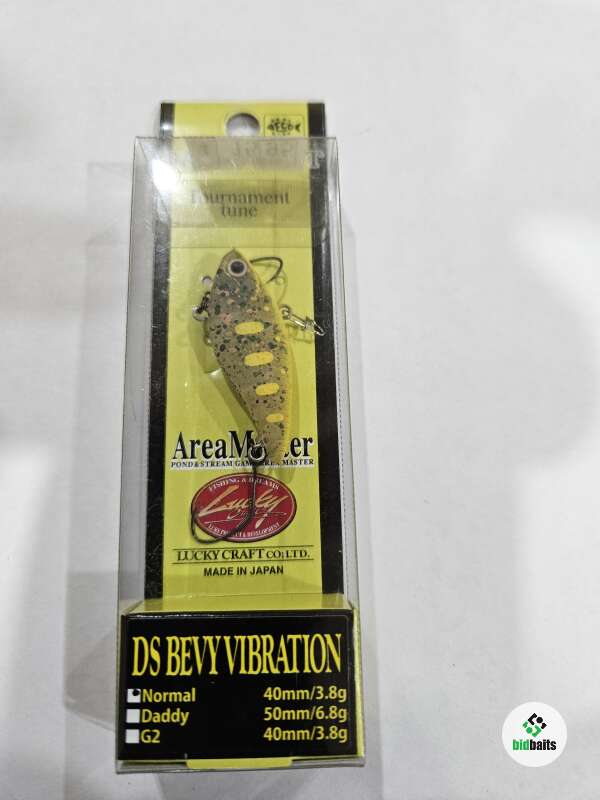 Tournament
tune
AreaMaster
POND & STREAM GAME AREA MASTER
FISHING & DREAMS
Lucky
LUCKY CRAFT CO., LTD.
MADE IN JAPAN
DS BEVY VIBRATION
Normal 40mm/3.8g
Daddy 50mm/6.8g
G2 40mm/3.8g
bidbaits